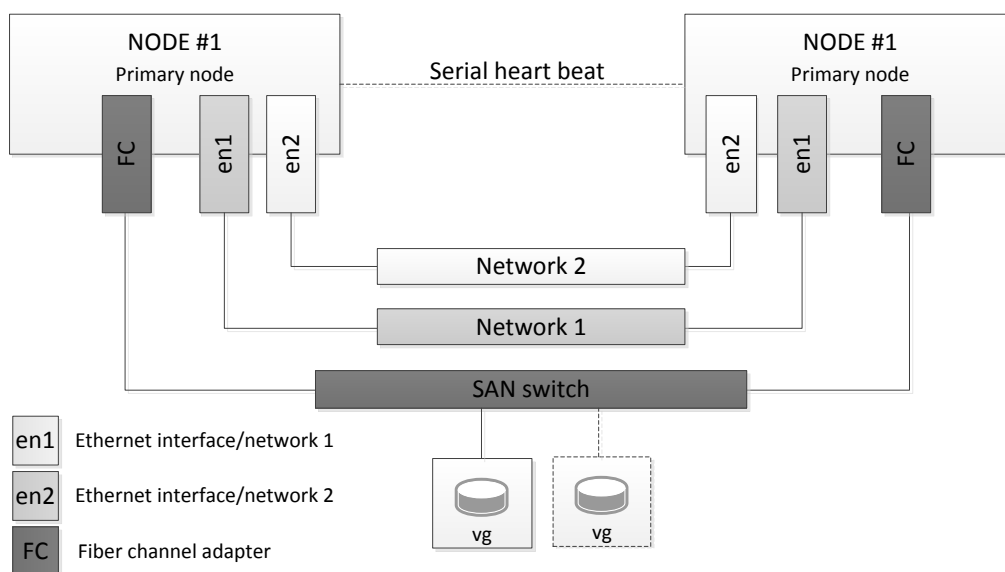 NODE #1
Primary node
Serial heart beat
NODE #1
Primary node
FC
en1
en2
en2
en1
FC
Network 2
Network 1
SAN switch
en1 Ethernet interface/network 1
en2 Ethernet interface/network 2
FC Fiber channel adapter
vg
vg